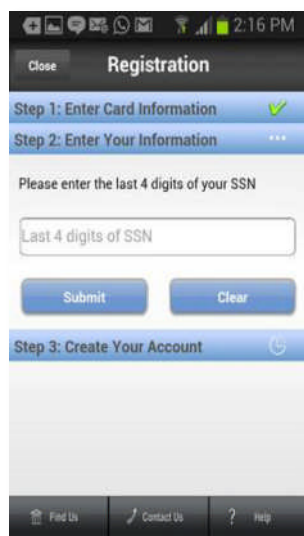 2:16 PM
Close Registration
Step 1: Enter Card Information
Step 2: Enter Your Information
Please enter the last 4 digits of your SSN
Last 4 digits of SSN
Submit Clear
Step 3: Create Your Account
Find Us Contact Us ? Help